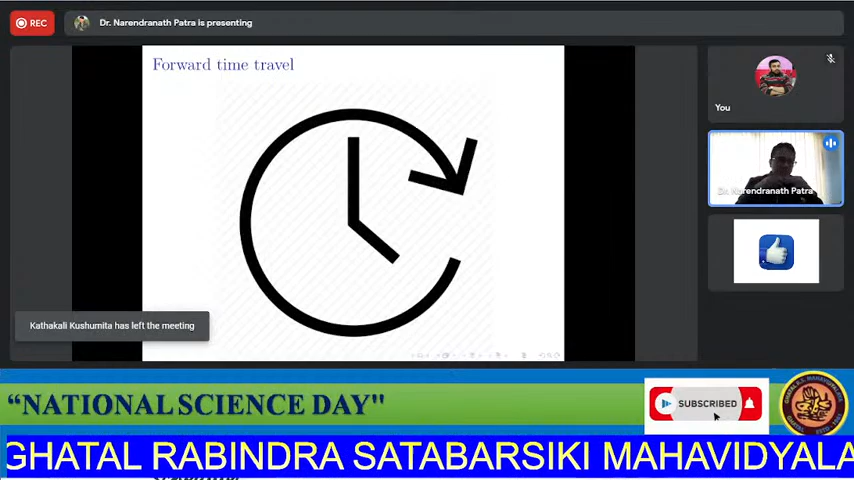 REC
Dr. Narendranath Patra is presenting
Forward time travel
You
Dr. Narendranath Patra
Kathakali Kushumita has left the meeting
“NATIONAL SCIENCE DAY"
SUBSCRIBED
GHATAL RABINDRA SATABARSIKI MAHAVIDYALA